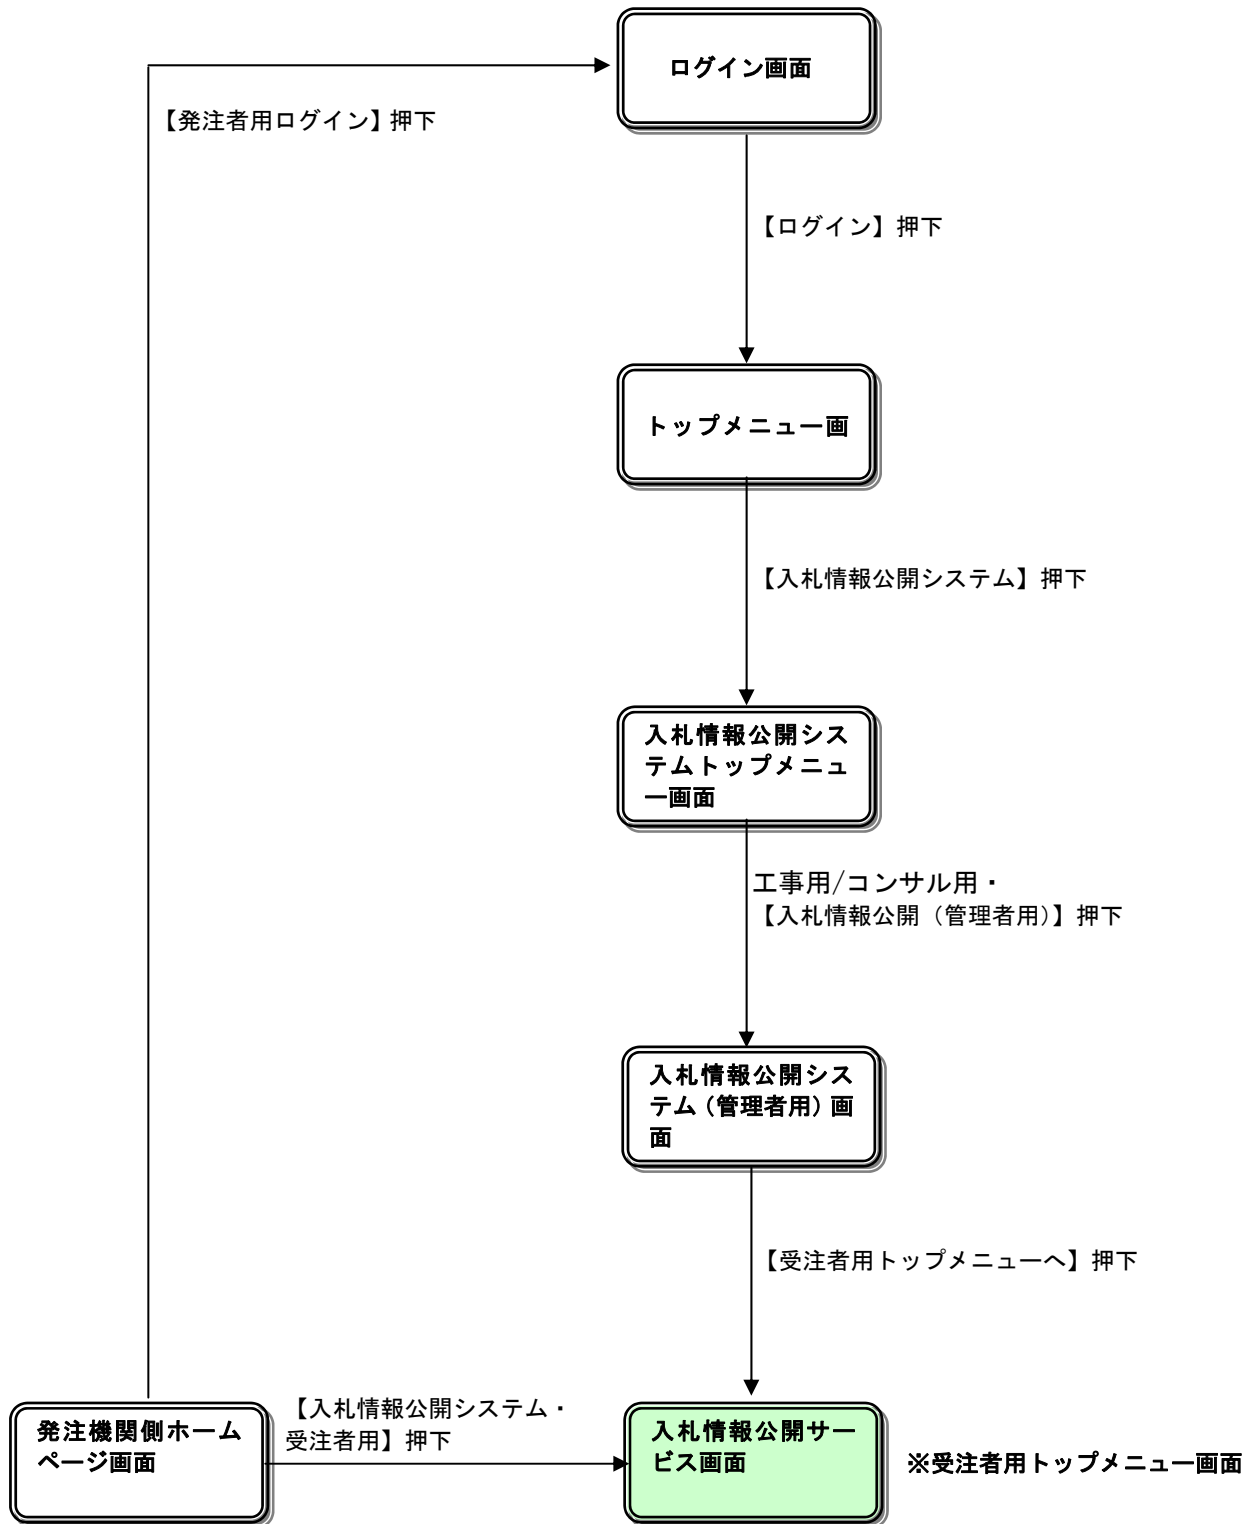 ログイン画面
【発注者用ログイン】押下
【ログイン】押下
トップメニュー画
【入札情報公開システム】押下
入札情報公開シス
テムトップメニュ
ー画面
工事用/コンサル用・
【入札情報公開（管理者用）】押下
入札情報公開シス
テム（管理者用）画
面
【受注者用トップメニューへ】押下
発注機関側ホーム
ページ画面
【入札情報公開システム・
受注者用】押下
入札情報公開サー
ビス画面
※受注者用トップメニュー画面